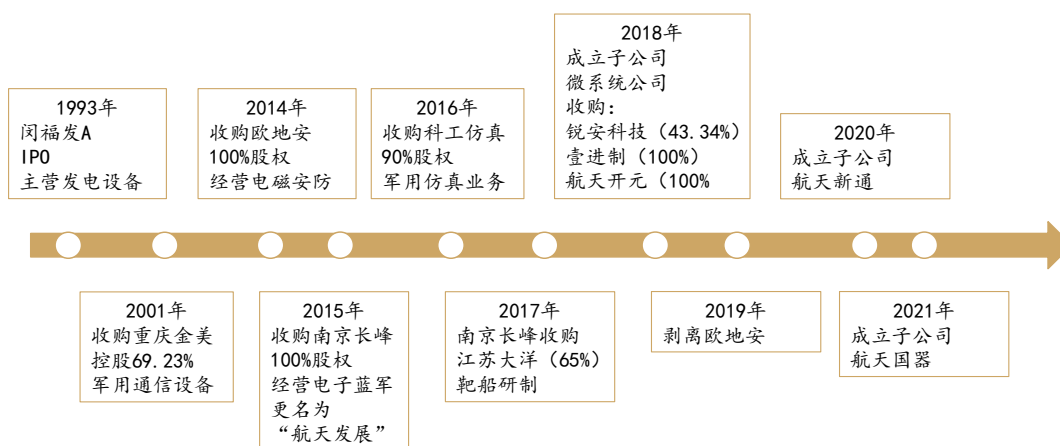 1993年
闵福发A
IPO
主营发电设备
2014年
收购欧地安
100%股权
经营电磁安防
2016年
收购科工仿真
90%股权
军用仿真业务
2018年
成立子公司
微系统公司
收购：
锐安科技（43.34%）
壹进制（100%）
航天开元（100%
2020年
成立子公司
航天新通
2001年
收购重庆金美
控股69.23%
军用通信设备
2015年
收购南京长峰
100%股权
经营电子蓝军
更名为
“航天发展”
2017年
南京长峰收购
江苏大洋（65%）
靶船研制
2019年
剥离欧地安
2021年
成立子公司
航天国器